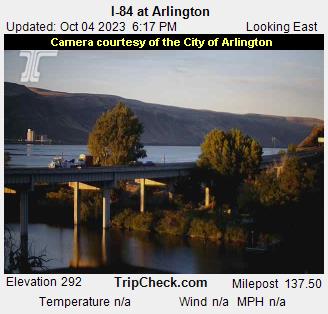 I-84 at Arlington
Updated: Oct 04 2023 6:17 PM Looking East
Camera courtesy of the City of Arlington
Elevation 292 TripCheck.com Milepost 137.50
Temperature n/a Wind n/a MPH n/a